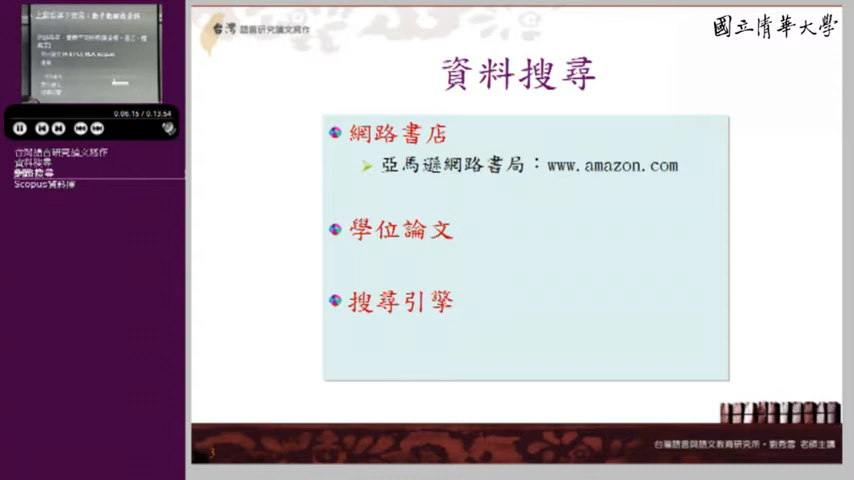 國立清華大學
台灣 語言研究論文寫作
資料搜尋
網路書店
亞馬遜網路書局：www.amazon.com
學位論文
搜尋引擎
台灣語言與語文教育研究所・劉秀雪 老師主講
3
0:06.15 / 0:13.54
台灣語言研究論文寫作
資料搜尋
網路搜尋
Scopus資料庫